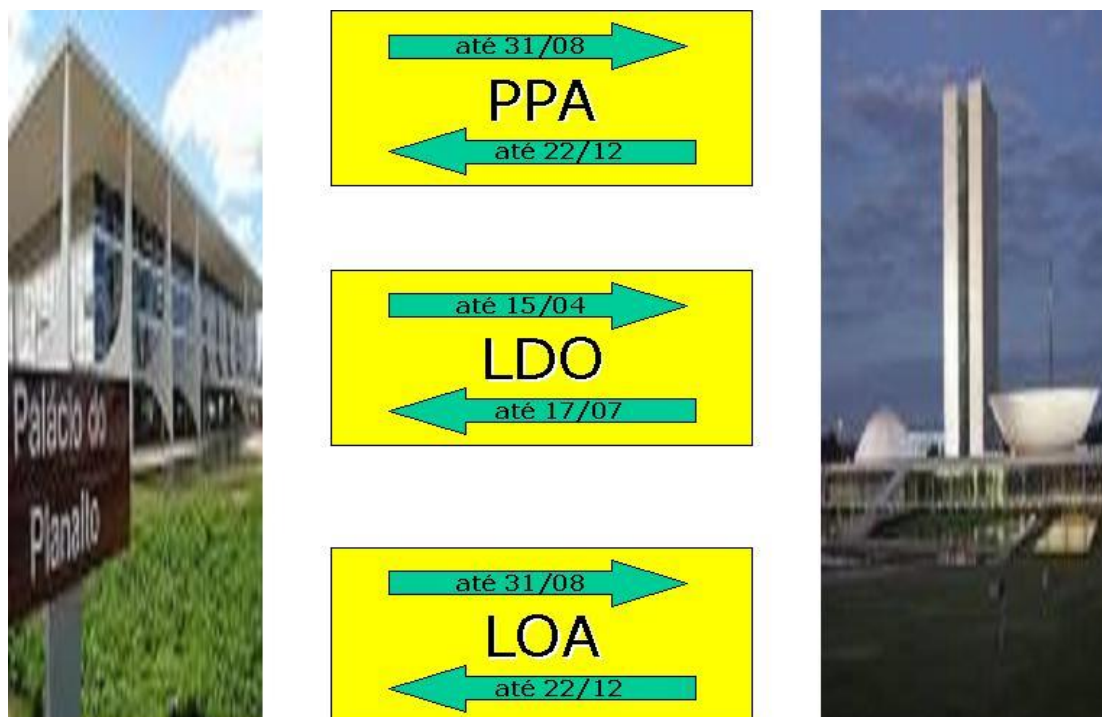 até 31/08
PPA
até 22/12
até 15/04
LDO
até 17/07
até 31/08
LOA
até 22/12
Palácio do
Planalto